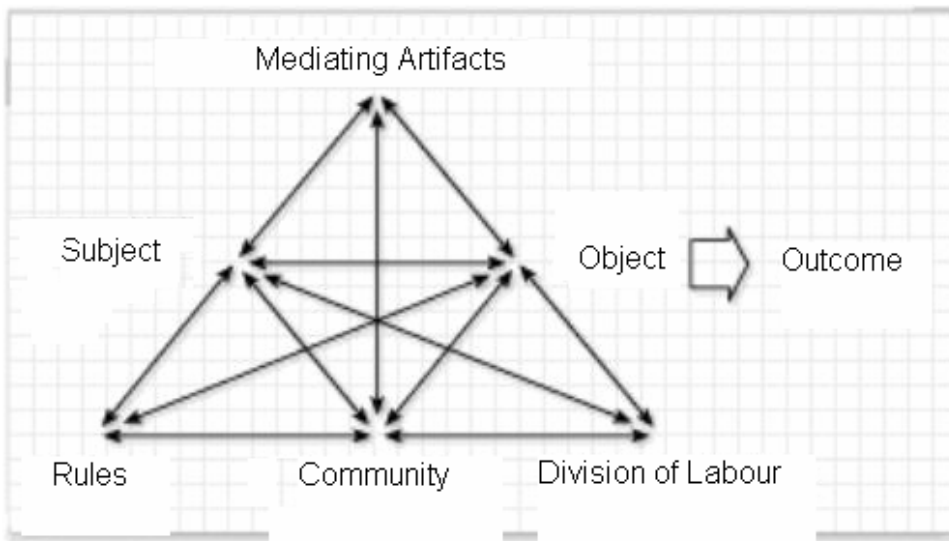 Mediating Artifacts
Subject
Object
Outcome
Rules
Community
Division of Labour